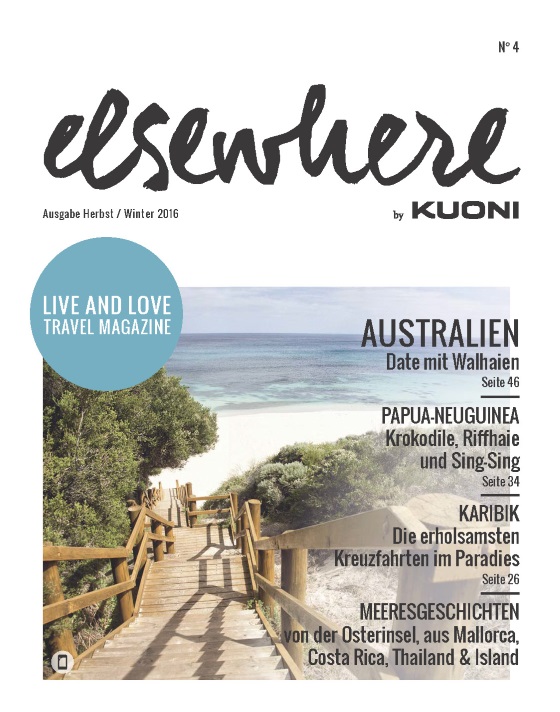 N° 4
elsewhere
Ausgabe Herbst / Winter 2016
by KUONI
LIVE AND LOVE
TRAVEL MAGAZINE
AUSTRALIEN
Date mit Walhaien
Seite 46
PAPUA-NEUGUINEA
Krokodile, Riffhaie
und Sing-Sing
Seite 34
KARIBIK
Die erholsamsten
Kreuzfahrten im Paradies
Seite 26
MEERESGESCHICHTEN
von der Osterinsel, aus Mallorca,
Costa Rica, Thailand & Island